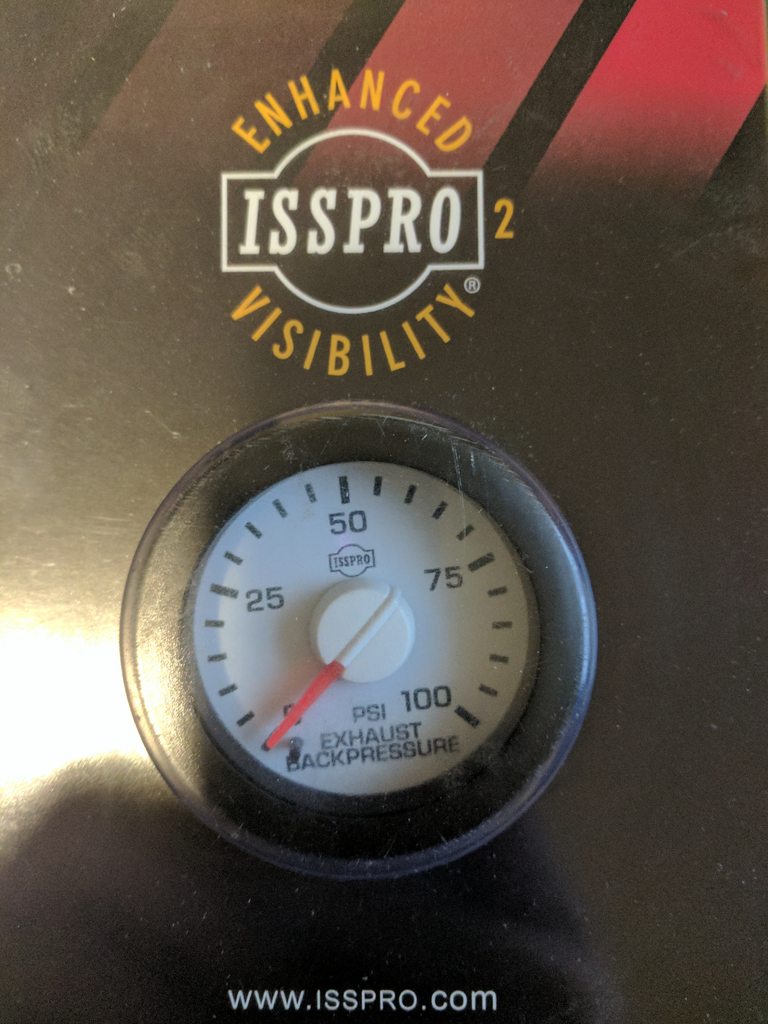 ENHANCED
ISSPRO 2
VISIBILITY®
50
ISSPRO
75
25
100
PSI
EXHAUST
BACKPRESSURE
www.ISSPRO.com